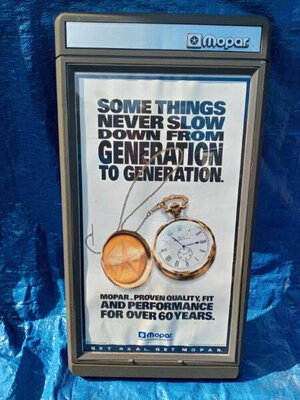 Mopar
SOME THINGS
NEVER SLOW
DOWN FROM
GENERATION
TO GENERATION.
MOPAR. PROVEN QUALITY, FIT
AND PERFORMANCE
FOR OVER 60 YEARS.
Mopar
GET REAL. GET MOPAR.